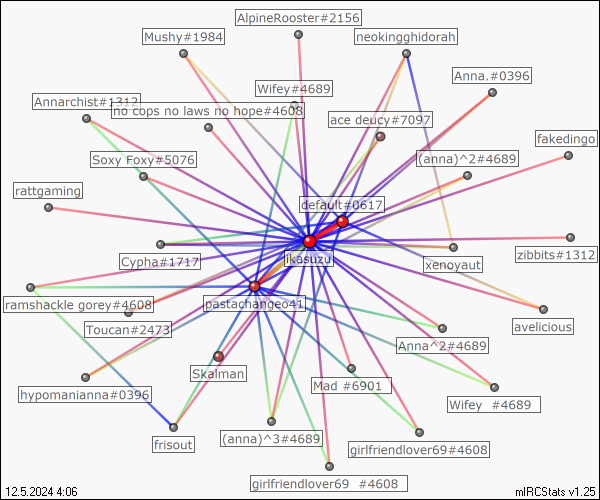 AlpineRooster#2156
Mushy#1984
neokingghidorah
Anna.#0396
Wifey#4689
Annarchist#1312
no cops no laws no hope#4608
ace deucy#7097
fakedingo
Soxy Foxy#5076
(anna)^2#4689
rattgaming
default#0617
Cypha#1717
likasuzu
xenoyaut
zibbits#1312
ramshackle gorey#4608
pastachangeo41
avelicious
Toucan#2473
Anna^2#4689
Skalman
Mad #6901
hypomanianna#0396
Wifey #4689
frisout
(anna)^3#4689
girlfriendlover69#4608
girlfriendlover69 #4608
12.5.2024 4:06
mIRCStats v1.25